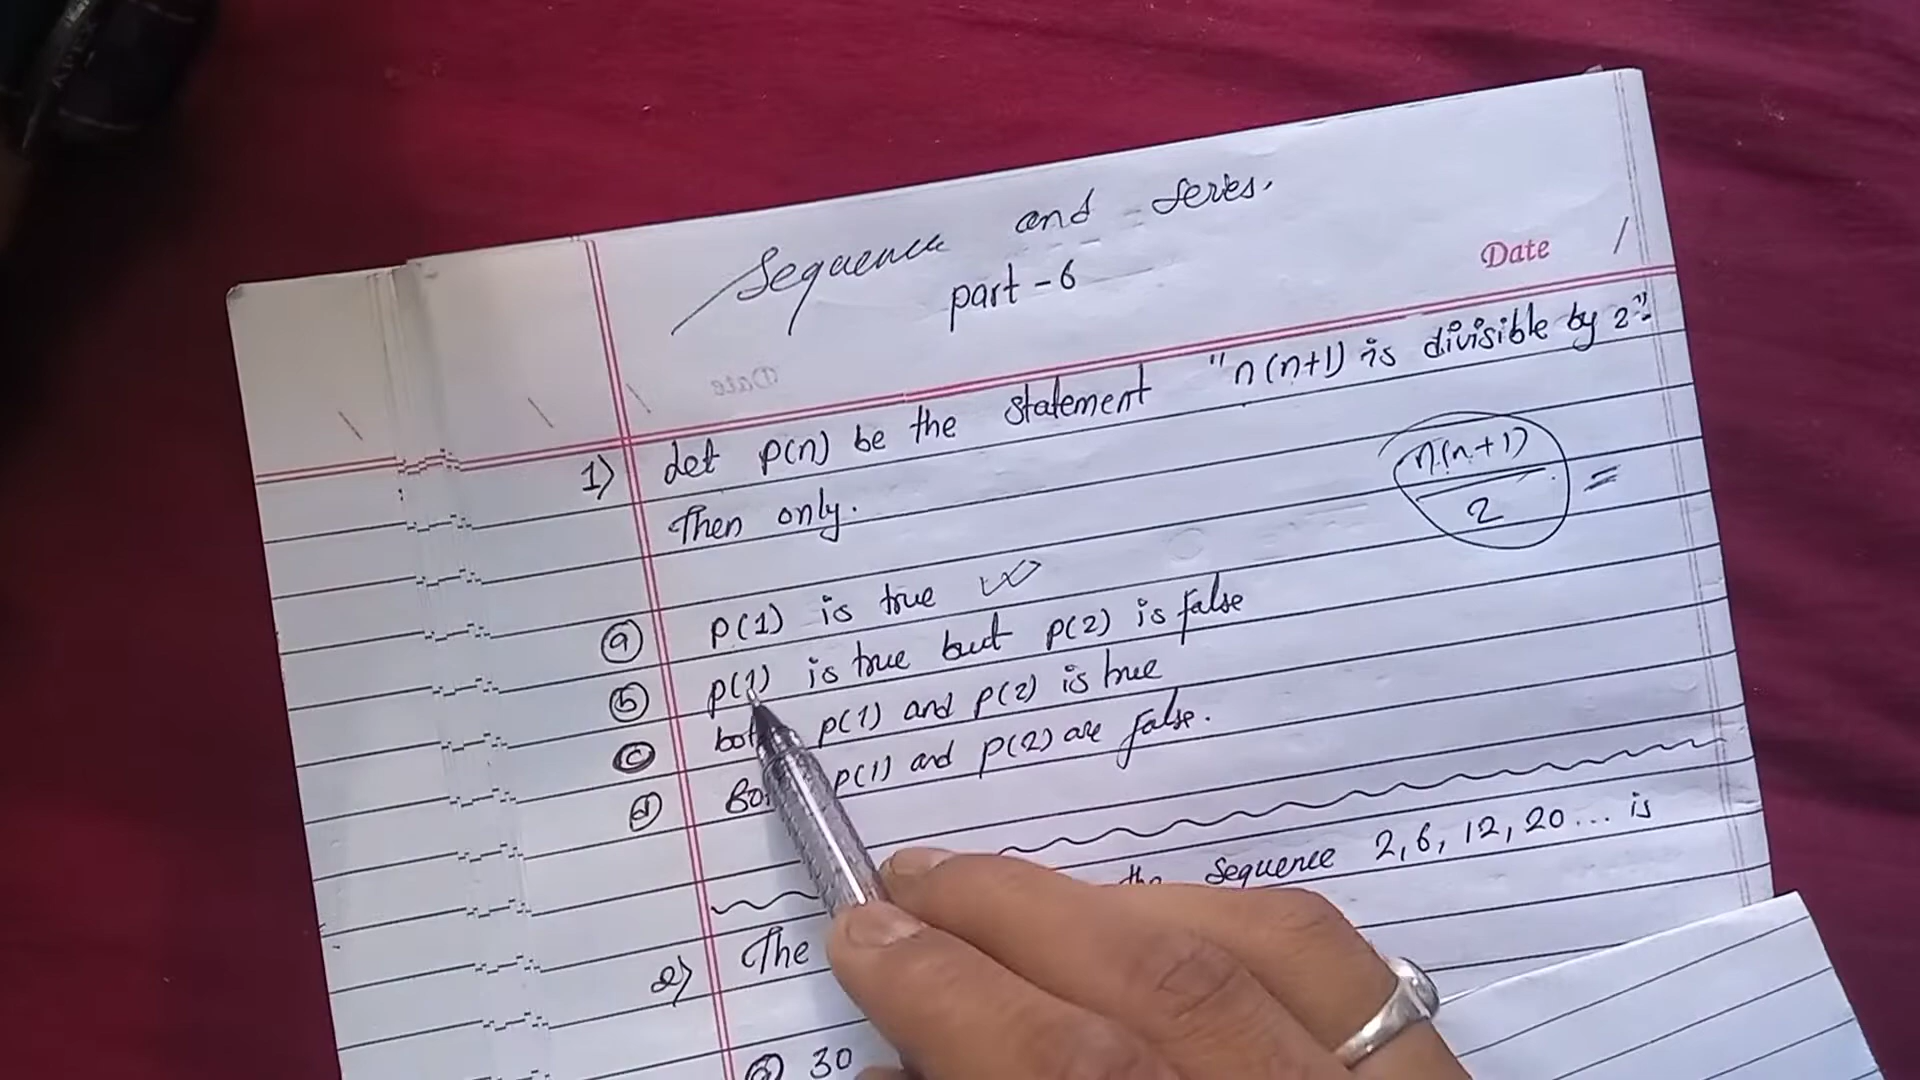 Sequence and series.
part - 6
Date /
Date
1) Let p(n) be the statement "n(n+1) is divisible by 2".
Then only.
n(n+1)
2
=
(a) p(1) is true
(b) p(1) is true but p(2) is false
(c) both p(1) and p(2) is true
(d) Both p(1) and p(2) are false.
2) The the sequence 2, 6, 12, 20 ... is
(a) 30